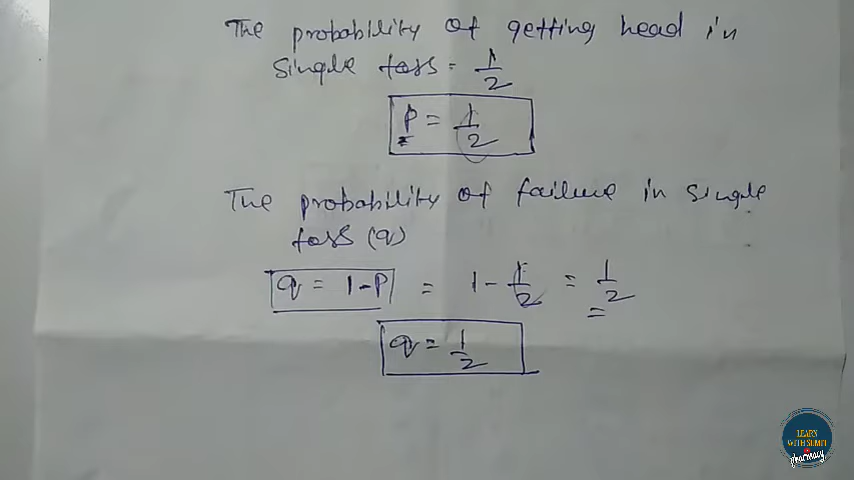 The probability of getting head in
single toss = 1/2
P = 1/2
The probability of failure in single
toss (q)
q = 1-P = 1 - 1/2 = 1/2
q = 1/2
LEARN
WITH SUMIT
pharmacy